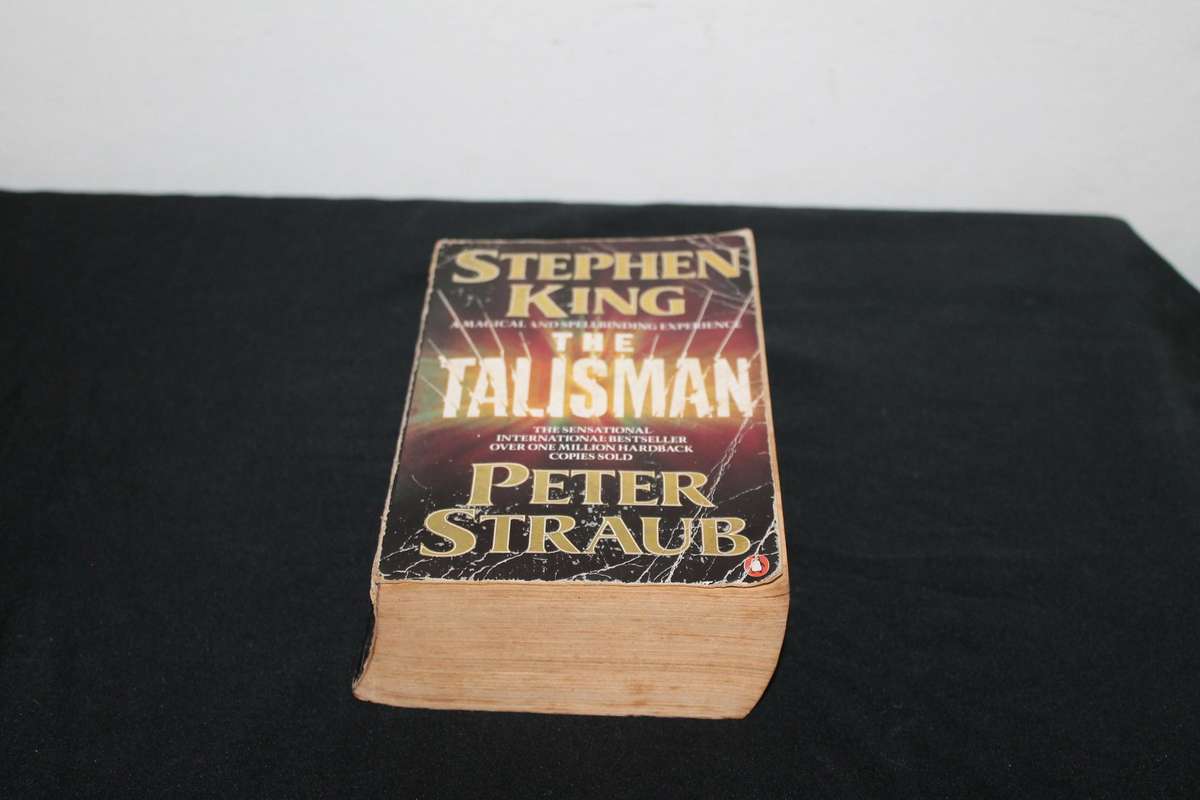 STEPHEN
KING
A MAGICAL AND SPELLBINDING EXPERIENCE
THE
TALISMAN
THE SENSATIONAL
INTERNATIONAL BESTSELLER
OVER ONE MILLION HARDBACK
COPIES SOLD
PETER
STRAUB